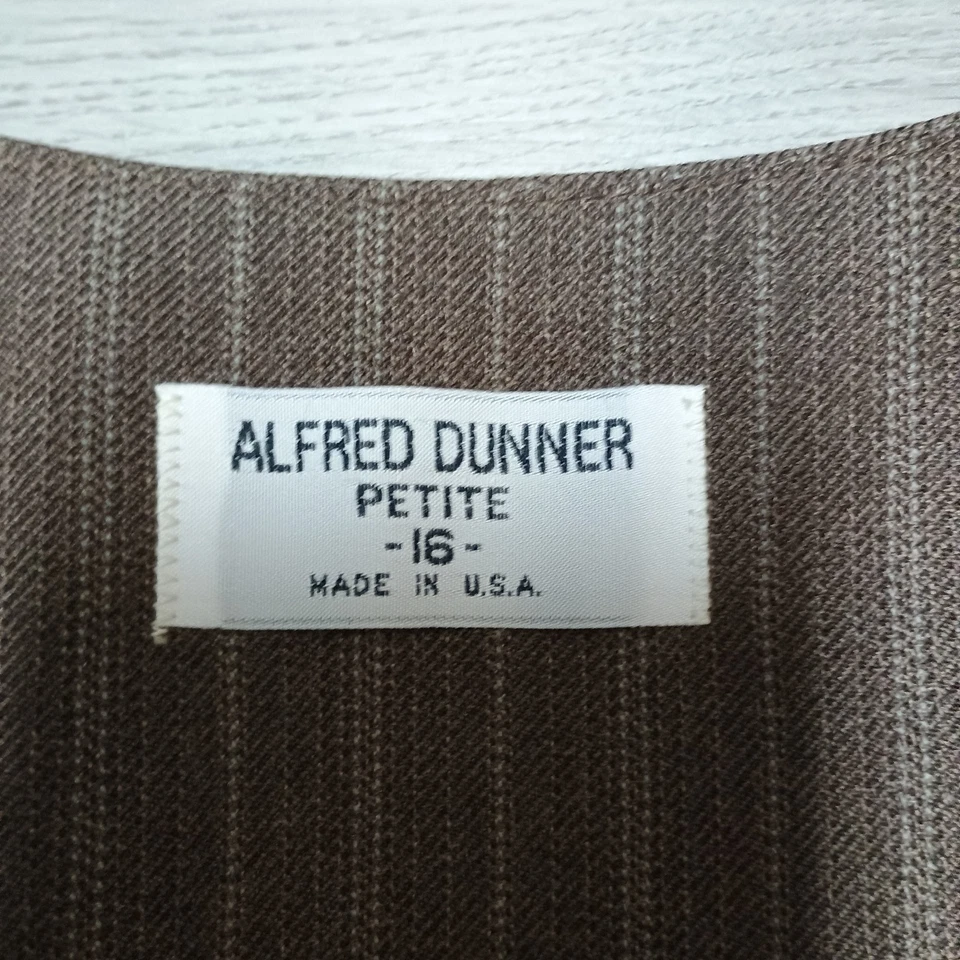 ALFRED DUNNER
PETITE
-16-
MADE IN U.S.A.